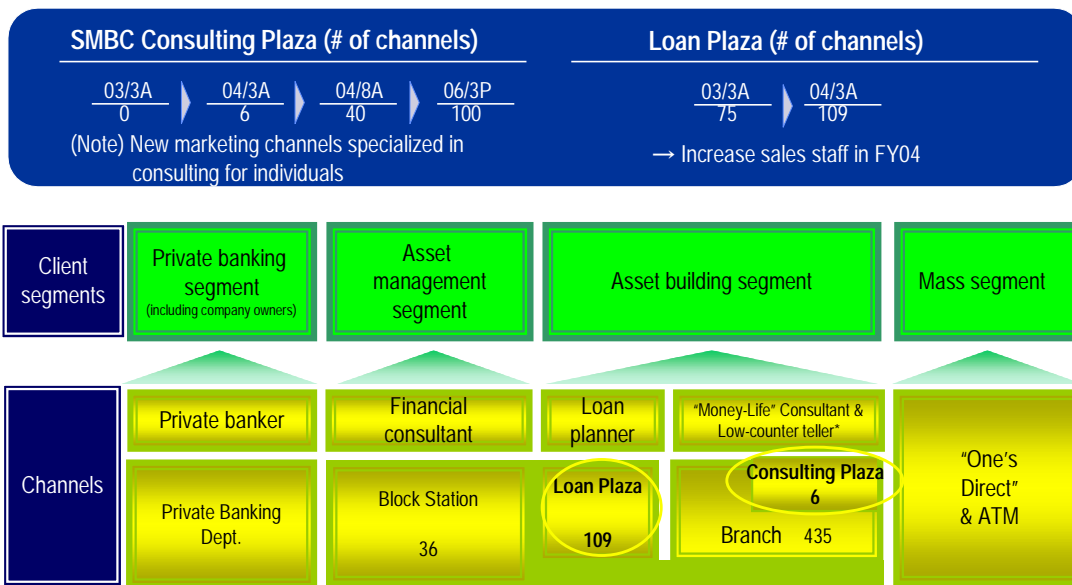 SMBC Consulting Plaza (# of channels)
03/3A 04/3A 04/8A 06/3P
0 6 40 100
(Note) New marketing channels specialized in
consulting for individuals
Loan Plaza (# of channels)
03/3A 04/3A
75 109
→ Increase sales staff in FY04
Client
segments
Private banking
segment
(including company owners)
Asset
management
segment
Asset building segment
Mass segment
Channels
Private banker
Financial
consultant
Loan
planner
"Money-Life" Consultant &
Low-counter teller*
Private Banking
Dept.
Block Station
36
Loan Plaza
109
Consulting Plaza
6
Branch 435
"One's
Direct"
& ATM